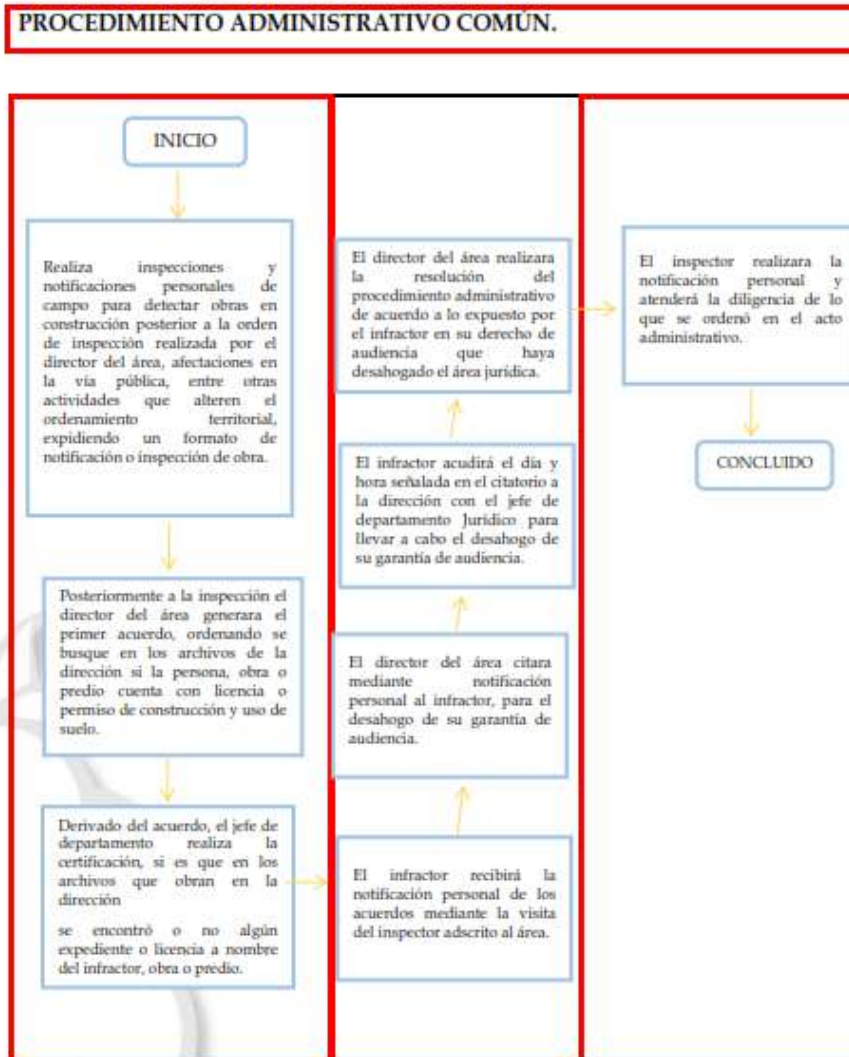 PROCEDIMIENTO ADMINISTRATIVO COMÚN.
INICIO
Realiza inspecciones y
notificaciones personales de
campo para detectar obras en
construcción posterior a la orden
de inspección realizada por el
director del área, afectaciones en
la vía pública, entre otras
actividades que alteren el
ordenamiento territorial,
expidiendo un formato de
notificación o inspección de obra.
Posteriormente a la inspección el
director del área generara el
primer acuerdo, ordenando se
busque en los archivos de la
dirección si la persona, obra o
predio cuenta con licencia o
permiso de construcción y uso de
suelo.
Derivado del acuerdo, el jefe de
departamento realiza la
certificación, si es que en los
archivos que obran en la
dirección
se encontró o no algún
expediente o licencia a nombre
del infractor, obra o predio.
El infractor recibirá la
notificación personal de los
acuerdos mediante la visita
del inspector adscrito al área.
El director del área citara
mediante notificación
personal al infractor, para el
desahogo de su garantía de
audiencia.
El infractor acudirá el día y
hora señalada en el citatorio a
la dirección con el jefe de
departamento Jurídico para
llevar a cabo el desahogo de
su garantía de audiencia.
El director del área realizara
la resolución del
procedimiento administrativo
de acuerdo a lo expuesto por
el infractor en su derecho de
audiencia que haya
desahogado el área jurídica.
El inspector realizara la
notificación personal y
atenderá la diligencia de lo
que se ordenó en el acto
administrativo.
CONCLUIDO